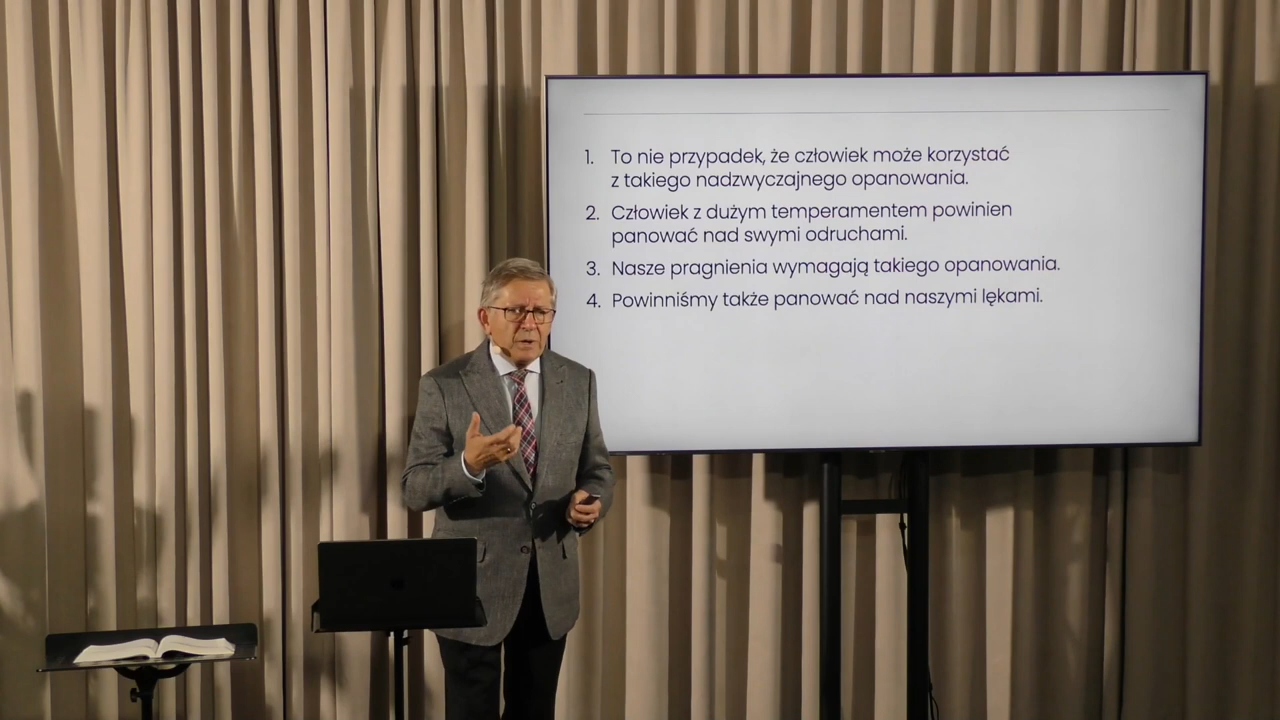 1. To nie przypadek, że człowiek może korzystać
z takiego nadzwyczajnego opanowania.
2. Człowiek z dużym temperamentem powinien
panować nad swymi odruchami.
3. Nasze pragnienia wymagają takiego opanowania.
4. Powinniśmy także panować nad naszymi lękami.